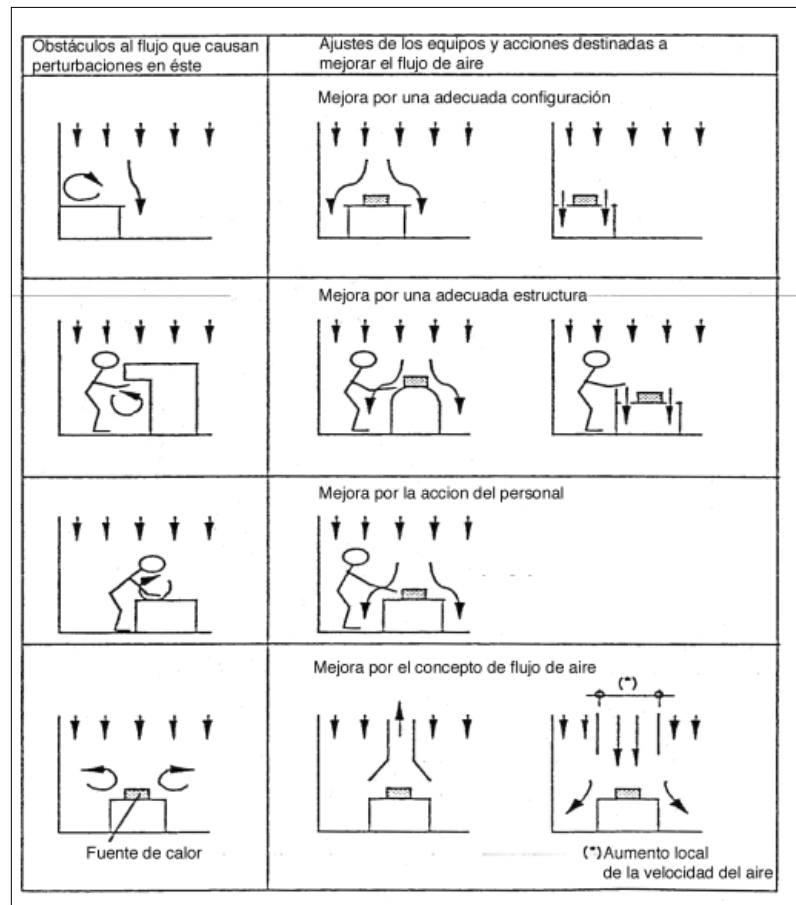 Obstáculos al flujo que causan
perturbaciones en éste
Ajustes de los equipos y acciones destinadas a
mejorar el flujo de aire
Mejora por una adecuada configuración
Mejora por una adecuada estructura
Mejora por la accion del personal
Mejora por el concepto de flujo de aire
(*)
Fuente de calor
(*)Aumento local
de la velocidad del aire